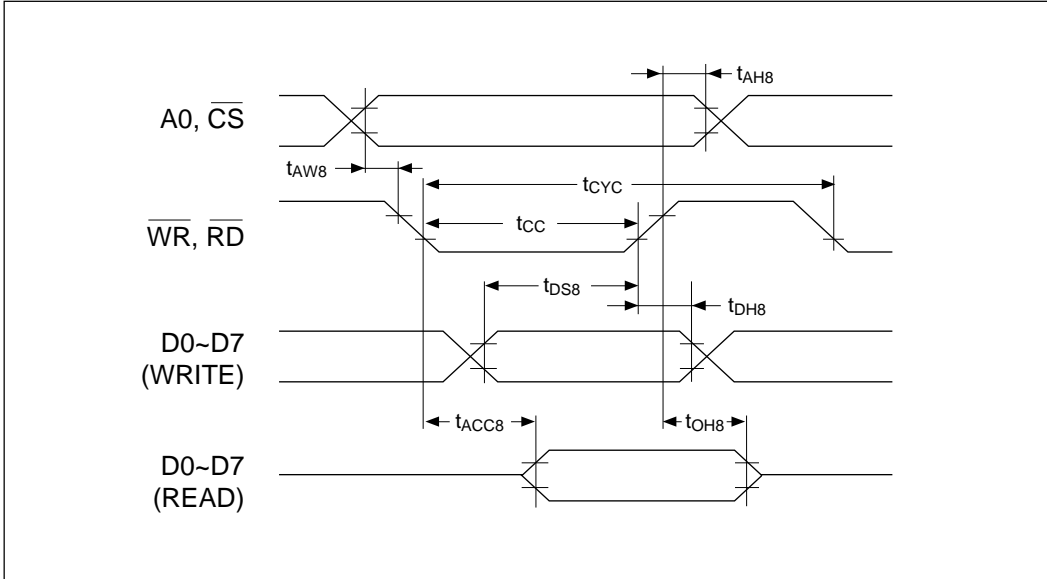 tAH8
A0, CS
tAW8
tCYC
WR, RD
tCC
tDS8
tDH8
D0~D7
(WRITE)
tACC8
tOH8
D0~D7
(READ)